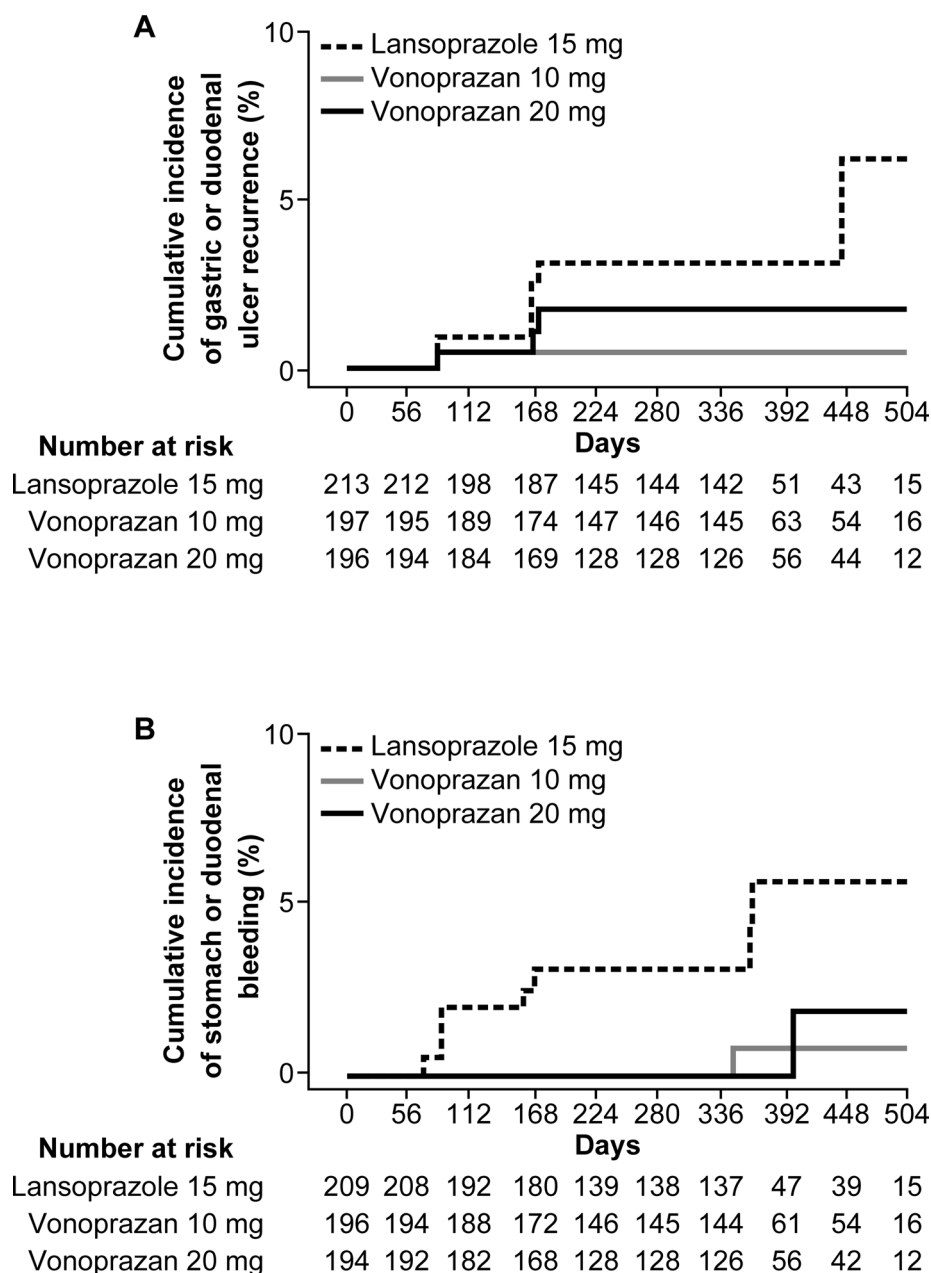 A
Cumulative incidence
of gastric or duodenal
ulcer recurrence (%)
10
5
0
Lansoprazole 15 mg
Vonoprazan 10 mg
Vonoprazan 20 mg
0 56 112 168 224 280 336 392 448 504
Days
Number at risk
Lansoprazole 15 mg 213 212 198 187 145 144 142 51 43 15
Vonoprazan 10 mg 197 195 189 174 147 146 145 63 54 16
Vonoprazan 20 mg 196 194 184 169 128 128 126 56 44 12
B
Cumulative incidence
of stomach or duodenal
bleeding (%)
10
5
0
Lansoprazole 15 mg
Vonoprazan 10 mg
Vonoprazan 20 mg
0 56 112 168 224 280 336 392 448 504
Days
Number at risk
Lansoprazole 15 mg 209 208 192 180 139 138 137 47 39 15
Vonoprazan 10 mg 196 194 188 172 146 145 144 61 54 16
Vonoprazan 20 mg 194 192 182 168 128 128 126 56 42 12